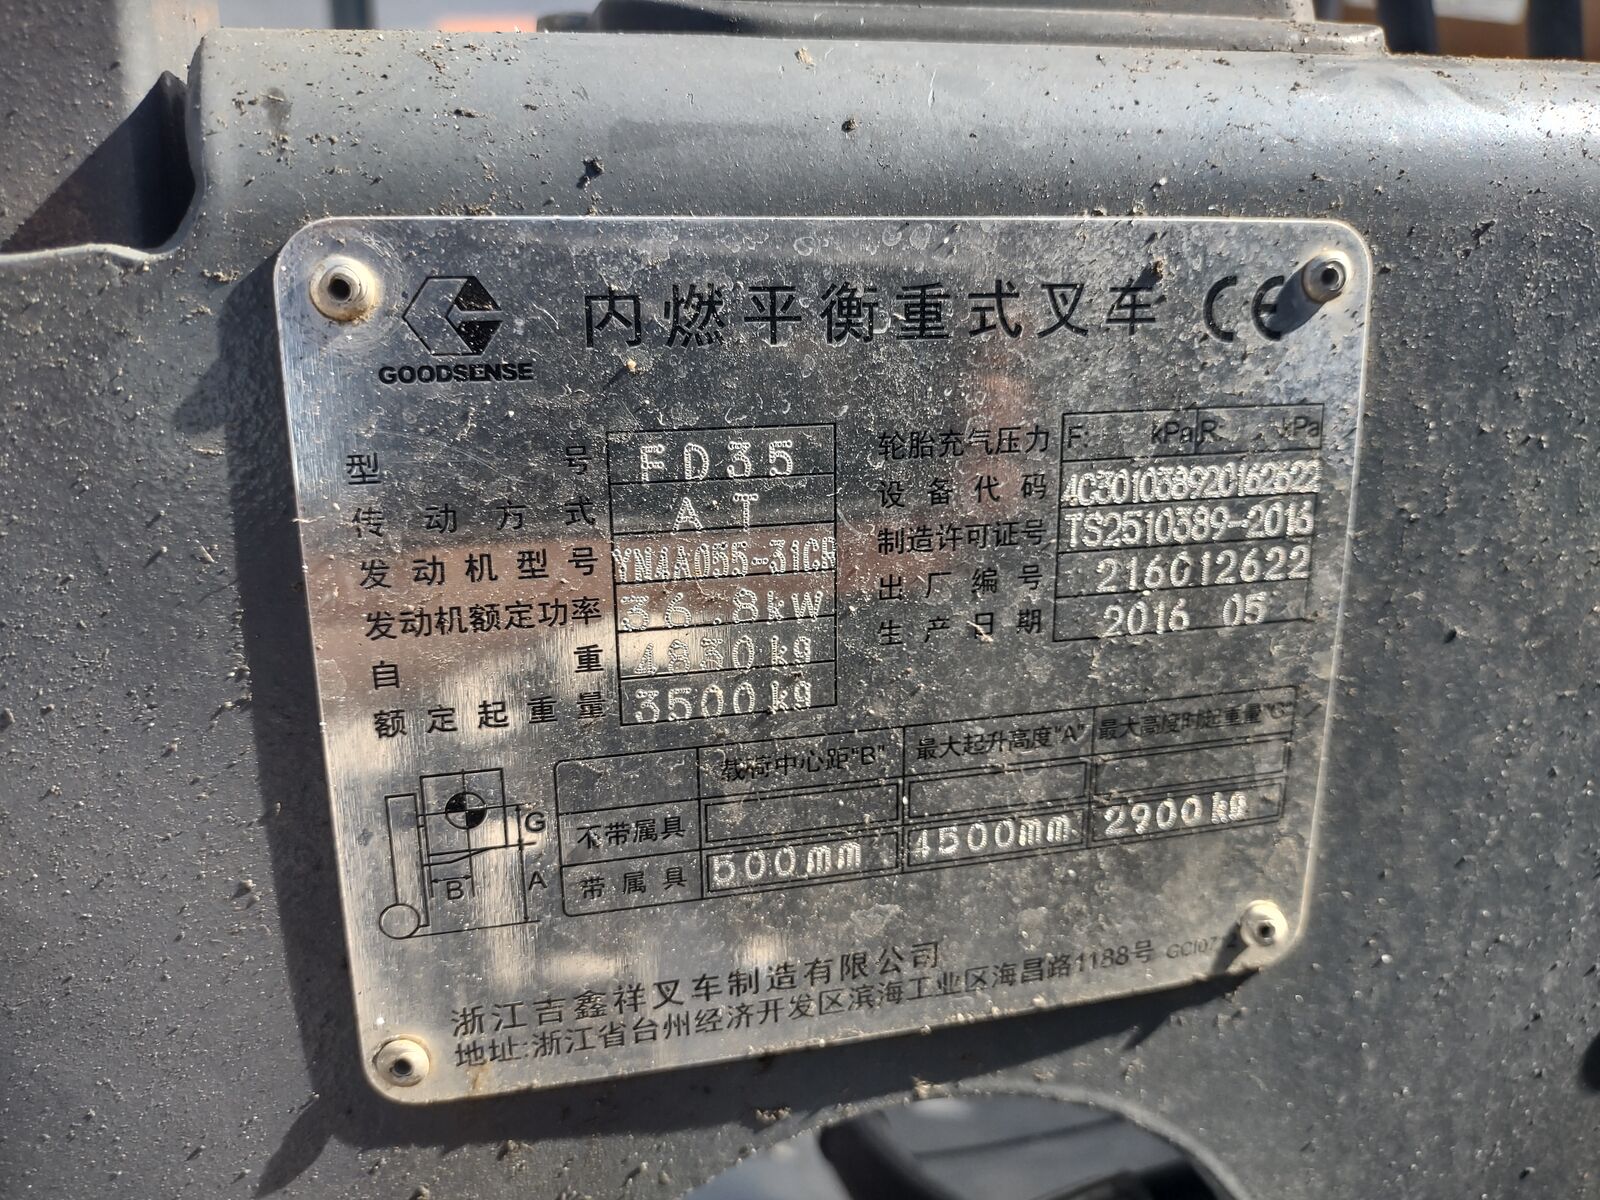 GOODSENSE
内燃平衡重式叉车 CE
型号 FD35
传动方式 AT
发动机型号 YN4A055-31CR
发动机额定功率 36.8kW
自重 4830kg
额定起重量 3500kg
轮胎充气压力 F: kPa R: kPa
设备代码 4C301038920162622
制造许可证号 TS2510389-2016
出厂编号 216012622
生产日期 2016 05
载荷中心距"B" 最大起升高度"A" 最大高度时起重量"G"
不带属具
带属具 500mm 4500mm 2900kg
G
A
B
浙江吉鑫祥叉车制造有限公司
地址:浙江省台州经济开发区滨海工业区海昌路1188号